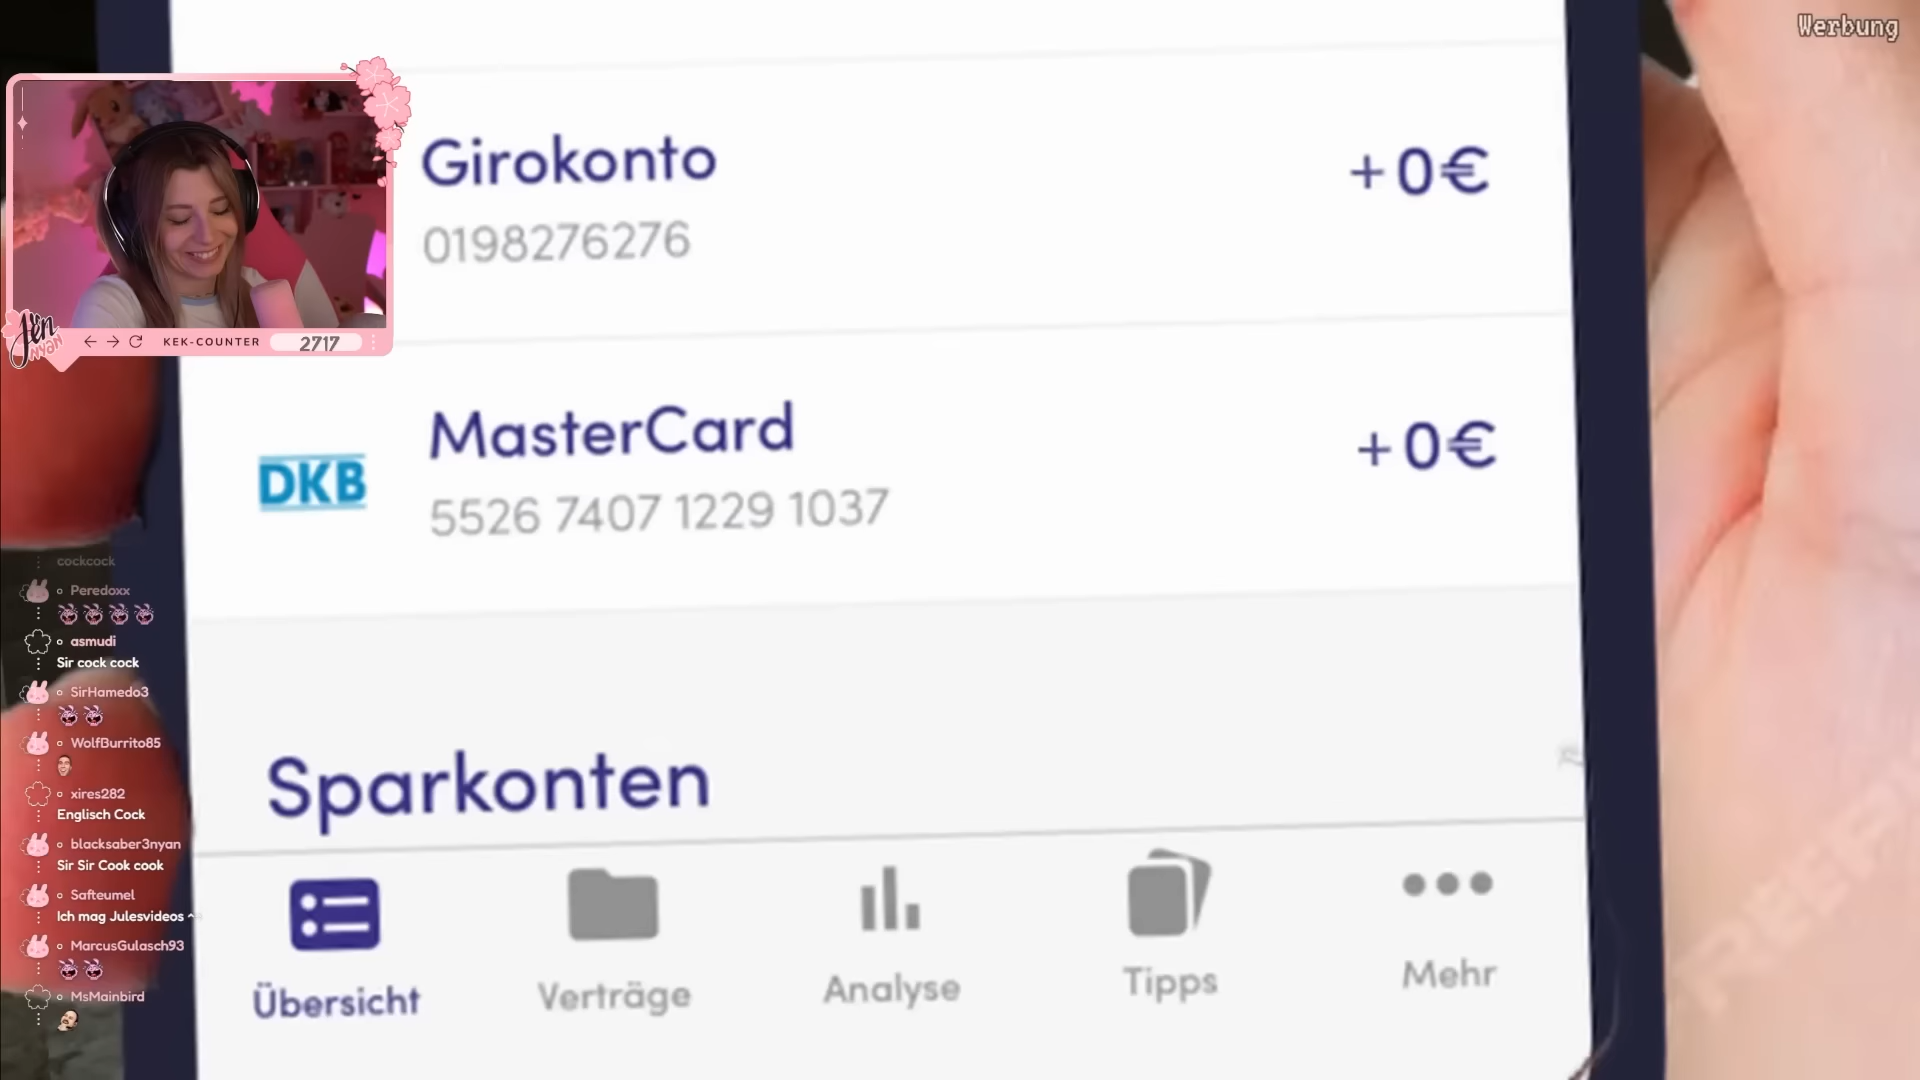 Werbung
Girokonto
+0€
0198276276
Jën
nyan
KEK-COUNTER 2717
MasterCard
+0€
DKB
5526 7407 1229 1037
cockcock
Peredoxx
asmudi
Sir cock cock
SirHamedo3
WolfBurrito85
xires282
Englisch Cock
blacksaber3nyan
Sir Sir Cook cook
Safteumel
Ich mag Julesvideos ^^
MarcusGulasch93
MsMainbird
Sparkonten
Übersicht
Verträge
Analyse
Tipps
Mehr